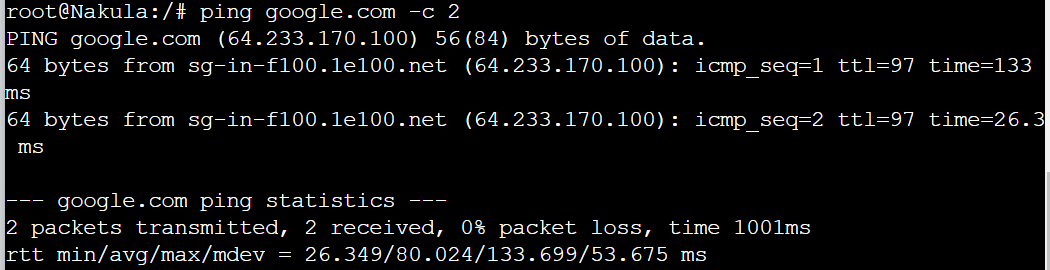 root@Nakula:/# ping google.com -c 2
PING google.com (64.233.170.100) 56(84) bytes of data.
64 bytes from sg-in-f100.1e100.net (64.233.170.100): icmp_seq=1 ttl=97 time=133
ms
64 bytes from sg-in-f100.1e100.net (64.233.170.100): icmp_seq=2 ttl=97 time=26.3
ms
--- google.com ping statistics ---
2 packets transmitted, 2 received, 0% packet loss, time 1001ms
rtt min/avg/max/mdev = 26.349/80.024/133.699/53.675 ms